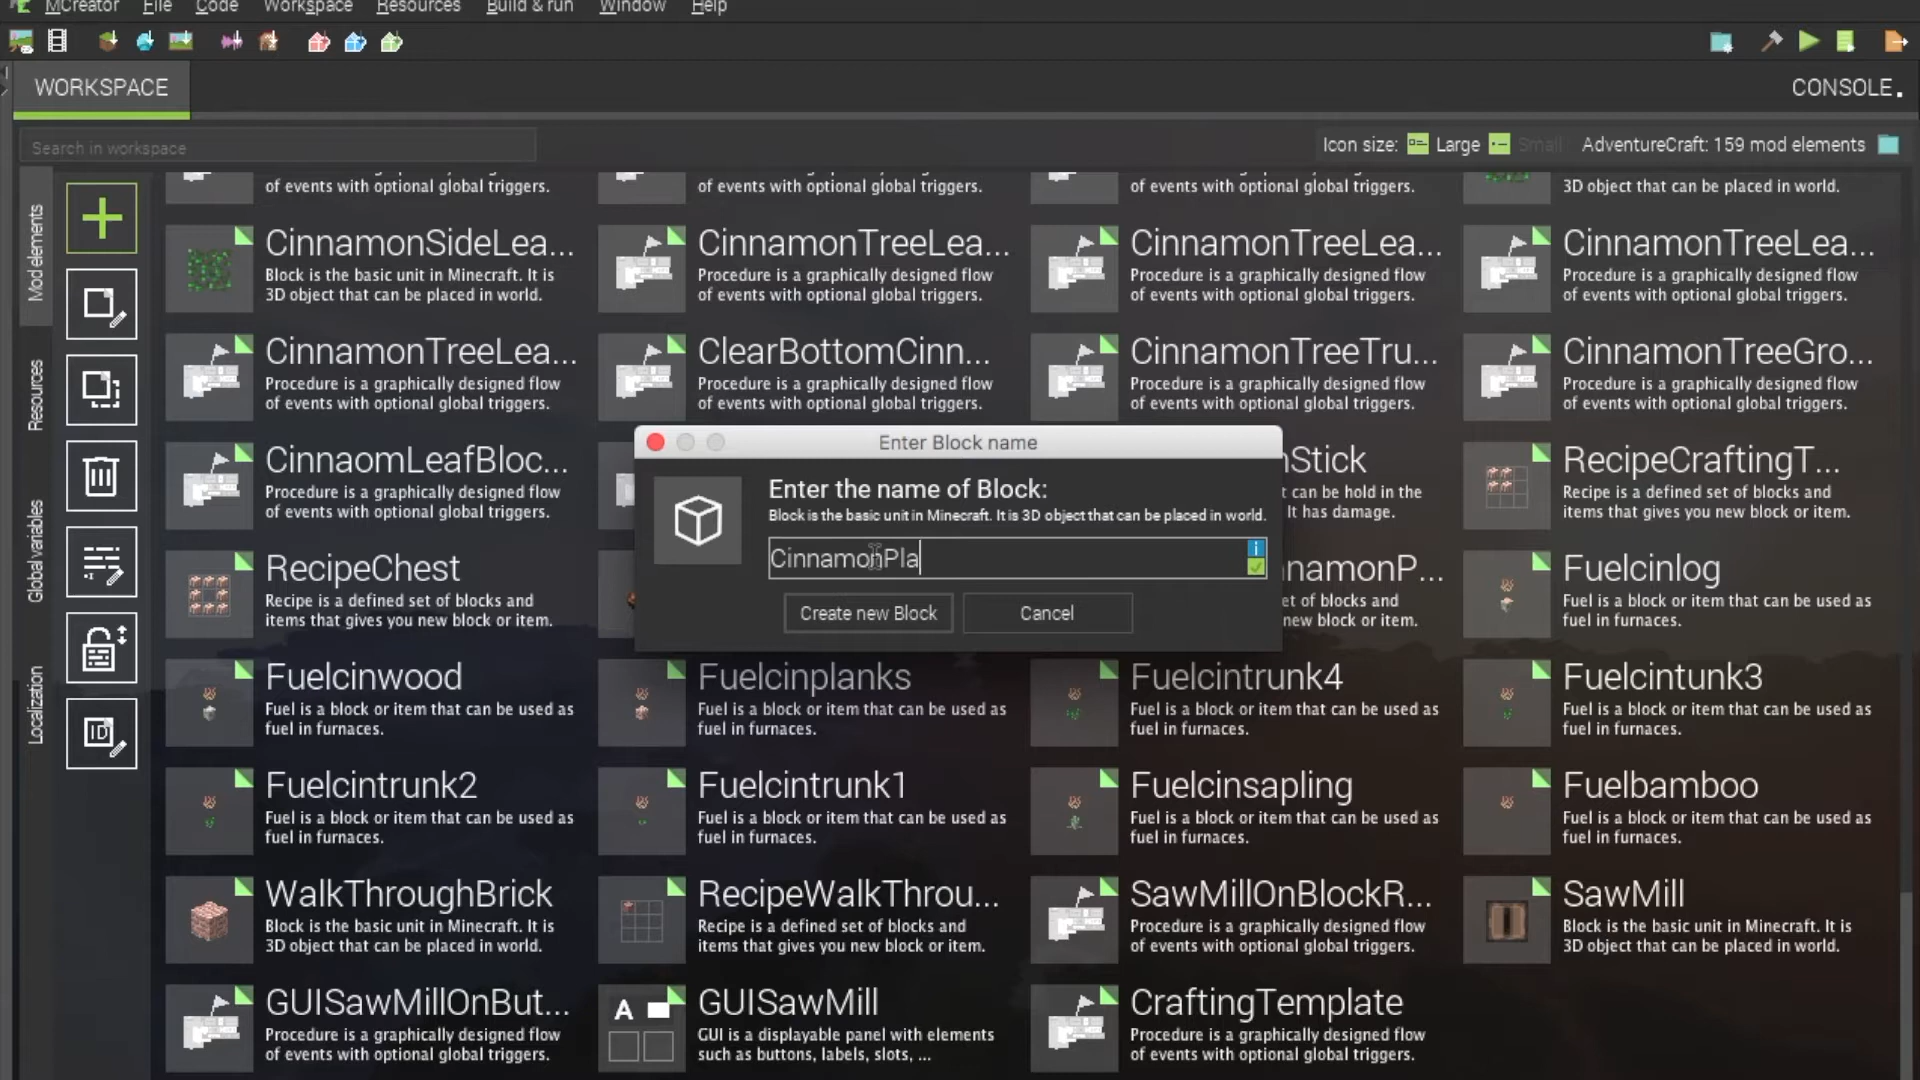 MCreator File Code Workspace Resources Build & run Window Help
WORKSPACE
CONSOLE
Search in workspace
Icon size: Large Small AdventureCraft: 159 mod elements
Mod elements
Resources
Global variables
Localization
of events with optional global triggers.
of events with optional global triggers.
of events with optional global triggers.
3D object that can be placed in world.
CinnamonSideLea...
Block is the basic unit in Minecraft. It is
3D object that can be placed in world.
CinnamonTreeLea...
Procedure is a graphically designed flow
of events with optional global triggers.
CinnamonTreeLea...
Procedure is a graphically designed flow
of events with optional global triggers.
CinnamonTreeLea...
Procedure is a graphically designed flow
of events with optional global triggers.
CinnamonTreeLea...
Procedure is a graphically designed flow
of events with optional global triggers.
ClearBottomCinn...
Procedure is a graphically designed flow
of events with optional global triggers.
CinnamonTreeTru...
Procedure is a graphically designed flow
of events with optional global triggers.
CinnamonTreeGro...
Procedure is a graphically designed flow
of events with optional global triggers.
CinnaomLeafBloc...
Procedure is a graphically designed flow
of events with optional global triggers.
Enter Block name
Enter the name of Block:
Block is the basic unit in Minecraft. It is 3D object that can be placed in world.
CinnamonPla
Create new Block
Cancel
nStick
t can be hold in the
It has damage.
RecipeCraftingT...
Recipe is a defined set of blocks and
items that gives you new block or item.
RecipeChest
Recipe is a defined set of blocks and
items that gives you new block or item.
namonP...
et of blocks and
new block or item.
Fuelcinlog
Fuel is a block or item that can be used as
fuel in furnaces.
Fuelcinwood
Fuel is a block or item that can be used as
fuel in furnaces.
Fuelcinplanks
Fuel is a block or item that can be used as
fuel in furnaces.
Fuelcintrunk4
Fuel is a block or item that can be used as
fuel in furnaces.
Fuelcintunk3
Fuel is a block or item that can be used as
fuel in furnaces.
Fuelcintrunk2
Fuel is a block or item that can be used as
fuel in furnaces.
Fuelcintrunk1
Fuel is a block or item that can be used as
fuel in furnaces.
Fuelcinsapling
Fuel is a block or item that can be used as
fuel in furnaces.
Fuelbamboo
Fuel is a block or item that can be used as
fuel in furnaces.
WalkThroughBrick
Block is the basic unit in Minecraft. It is
3D object that can be placed in world.
RecipeWalkThrou...
Recipe is a defined set of blocks and
items that gives you new block or item.
SawMillOnBlockR...
Procedure is a graphically designed flow
of events with optional global triggers.
SawMill
Block is the basic unit in Minecraft. It is
3D object that can be placed in world.
GUISawMillOnBut...
Procedure is a graphically designed flow
of events with optional global triggers.
A
GUISawMill
GUI is a displayable panel with elements
such as buttons, labels, slots, ...
CraftingTemplate
Procedure is a graphically designed flow
of events with optional global triggers.
ID